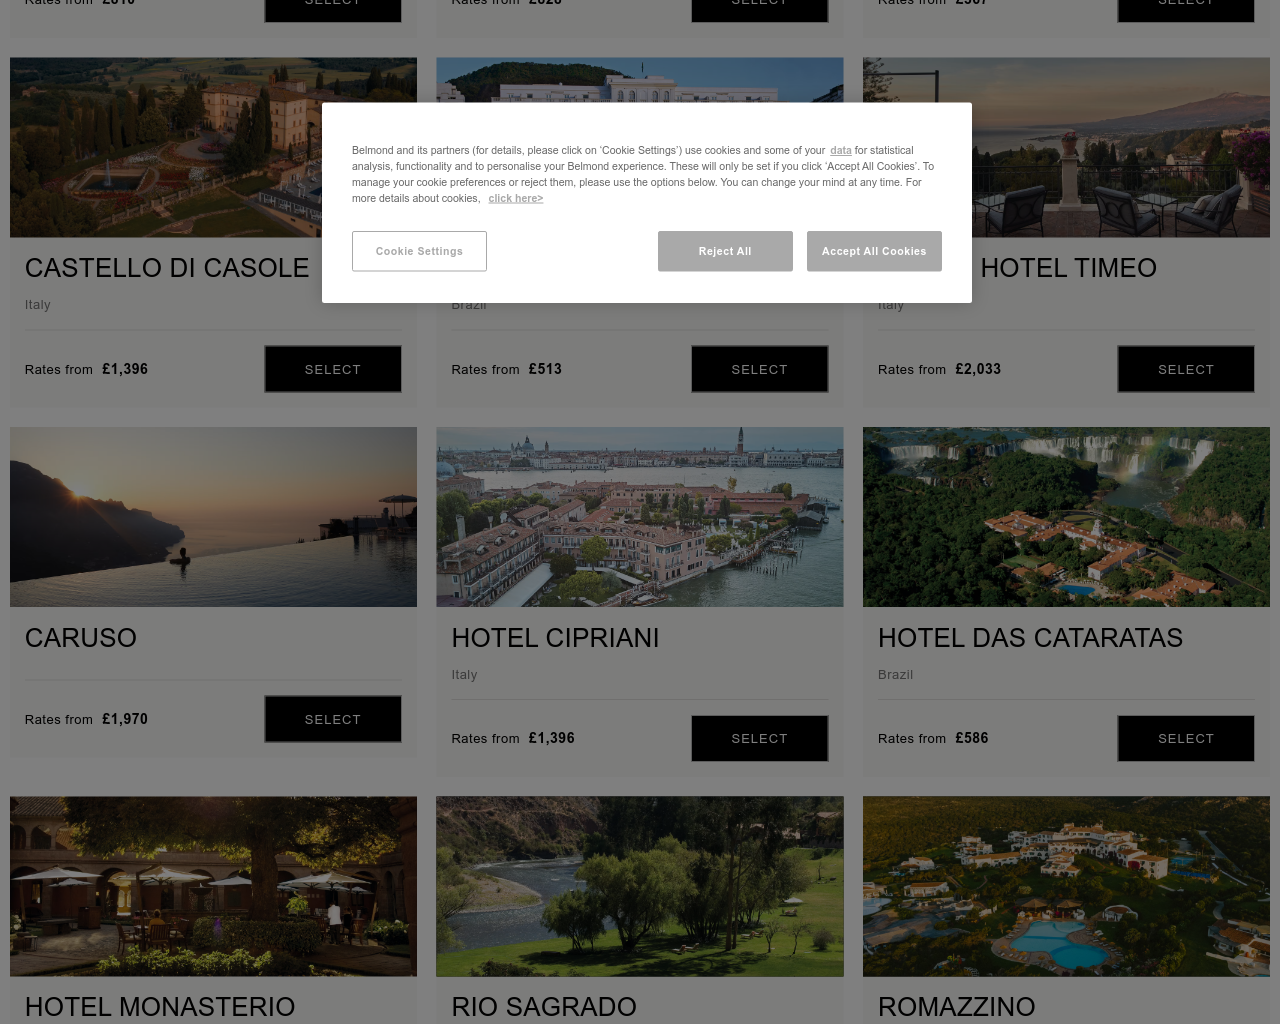 Rates from
SELECT
Rates from
SELECT
Rates from
SELECT
Belmond and its partners (for details, please click on ‘Cookie Settings’) use cookies and some of your data for statistical
analysis, functionality and to personalise your Belmond experience. These will only be set if you click ‘Accept All Cookies’. To
manage your cookie preferences or reject them, please use the options below. You can change your mind at any time. For
more details about cookies, click here>
Cookie Settings
Reject All
Accept All Cookies
CASTELLO DI CASOLE
Italy
Rates from £1,396
SELECT
Brazil
Rates from £513
SELECT
HOTEL TIMEO
Italy
Rates from £2,033
SELECT
CARUSO
Rates from £1,970
SELECT
HOTEL CIPRIANI
Italy
Rates from £1,396
SELECT
HOTEL DAS CATARATAS
Brazil
Rates from £586
SELECT
HOTEL MONASTERIO
RIO SAGRADO
ROMAZZINO